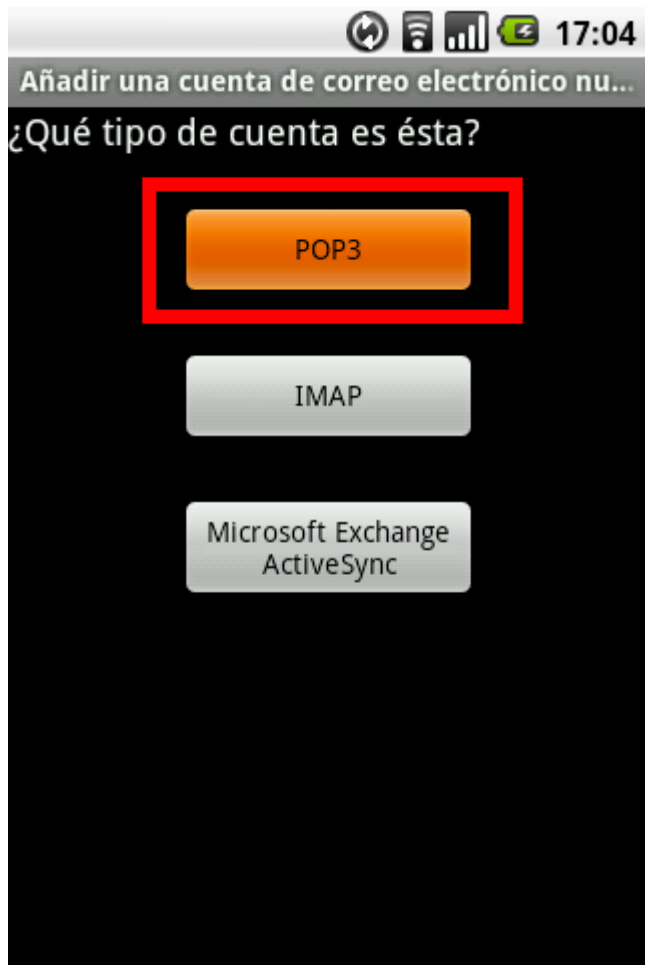 17:04
Añadir una cuenta de correo electrónico nu...
¿Qué tipo de cuenta es ésta?
POP3
IMAP
Microsoft Exchange
ActiveSync